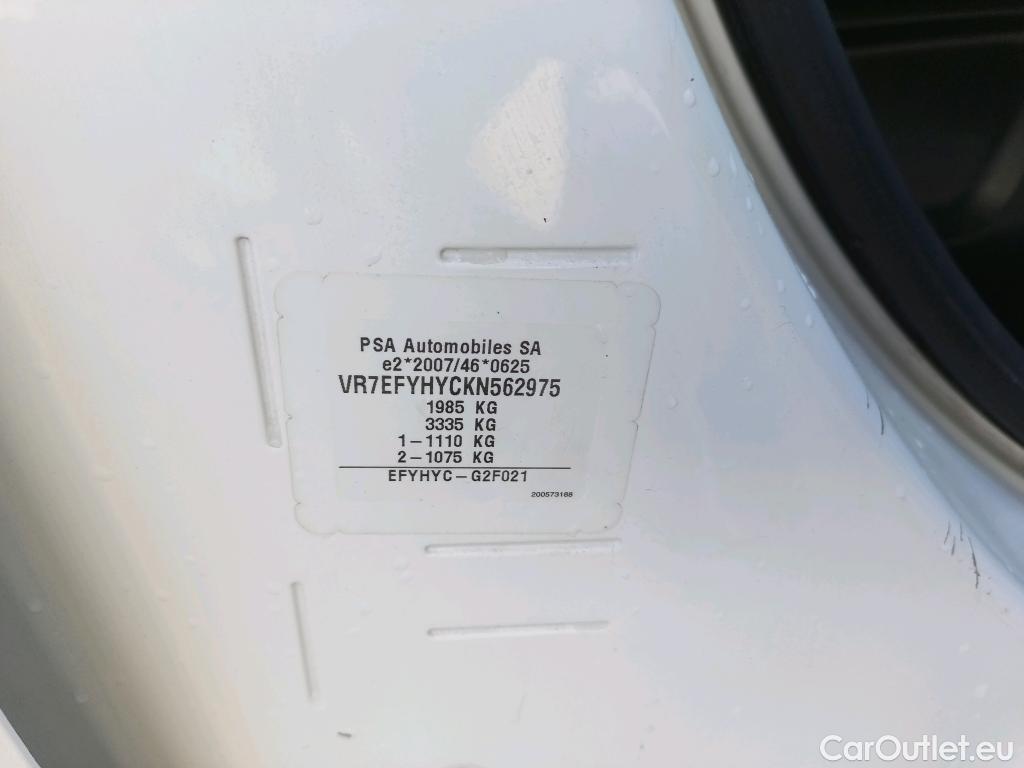 PSA Automobiles SA
e2*2007/46*0625
VR7EFYHYCKN562975
1985 KG
3335 KG
1-1110 KG
2-1075 KG
EFYHYC-G2F021
200573168
CarOutlet.eu